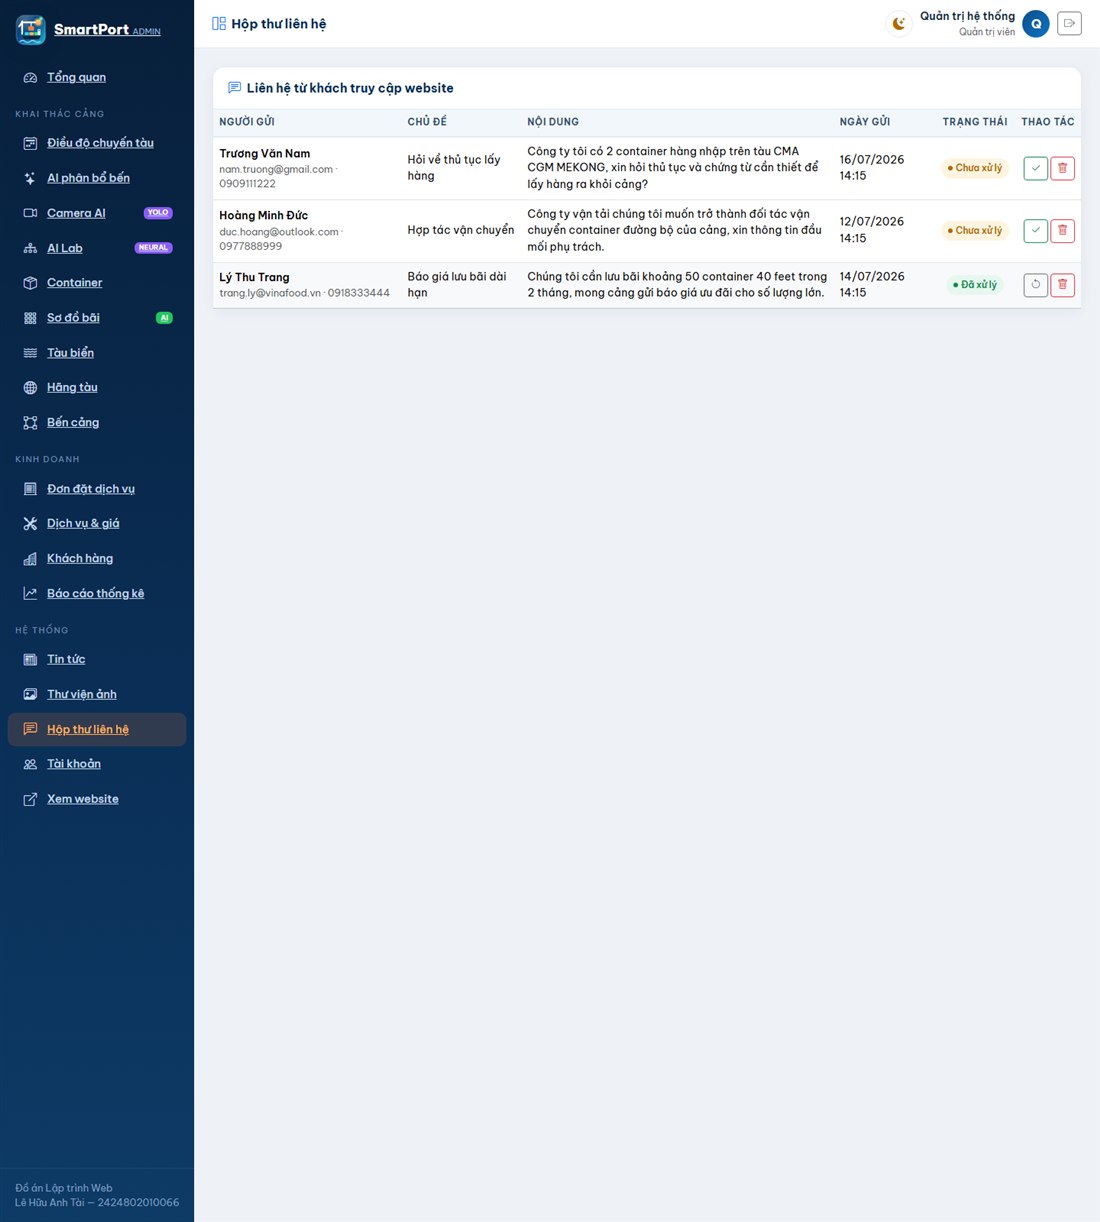 SmartPort ADMIN
Tổng quan
KHAI THÁC CẢNG
Điều độ chuyến tàu
AI phân bổ bến
Camera AI YOLO
AI Lab NEURAL
Container
Sơ đồ bãi AI
Tàu biển
Hãng tàu
Bến cảng
KINH DOANH
Đơn đặt dịch vụ
Dịch vụ & giá
Khách hàng
Báo cáo thống kê
HỆ THỐNG
Tin tức
Thư viện ảnh
Hộp thư liên hệ
Tài khoản
Xem website
Đồ án Lập trình Web
Lê Hữu Anh Tài — 2424802010066
Hộp thư liên hệ
Quản trị hệ thống
Quản trị viên
Q
Liên hệ từ khách truy cập website
NGƯỜI GỬI CHỦ ĐỀ NỘI DUNG NGÀY GỬI TRẠNG THÁI THAO TÁC
Trương Văn Nam
nam.truong@gmail.com ·
0909111222
Hỏi về thủ tục lấy
hàng
Công ty tôi có 2 container hàng nhập trên tàu CMA
CGM MEKONG, xin hỏi thủ tục và chứng từ cần thiết để
lấy hàng ra khỏi cảng?
16/07/2026
14:15
Chưa xử lý
Hoàng Minh Đức
duc.hoang@outlook.com ·
0977888999
Hợp tác vận chuyển
Công ty vận tải chúng tôi muốn trở thành đối tác vận
chuyển container đường bộ của cảng, xin thông tin đầu
mối phụ trách.
12/07/2026
14:15
Chưa xử lý
Lý Thu Trang
trang.ly@vinafood.vn · 0918333444
Báo giá lưu bãi dài
hạn
Chúng tôi cần lưu bãi khoảng 50 container 40 feet trong
2 tháng, mong cảng gửi báo giá ưu đãi cho số lượng lớn.
14/07/2026
14:15
Đã xử lý